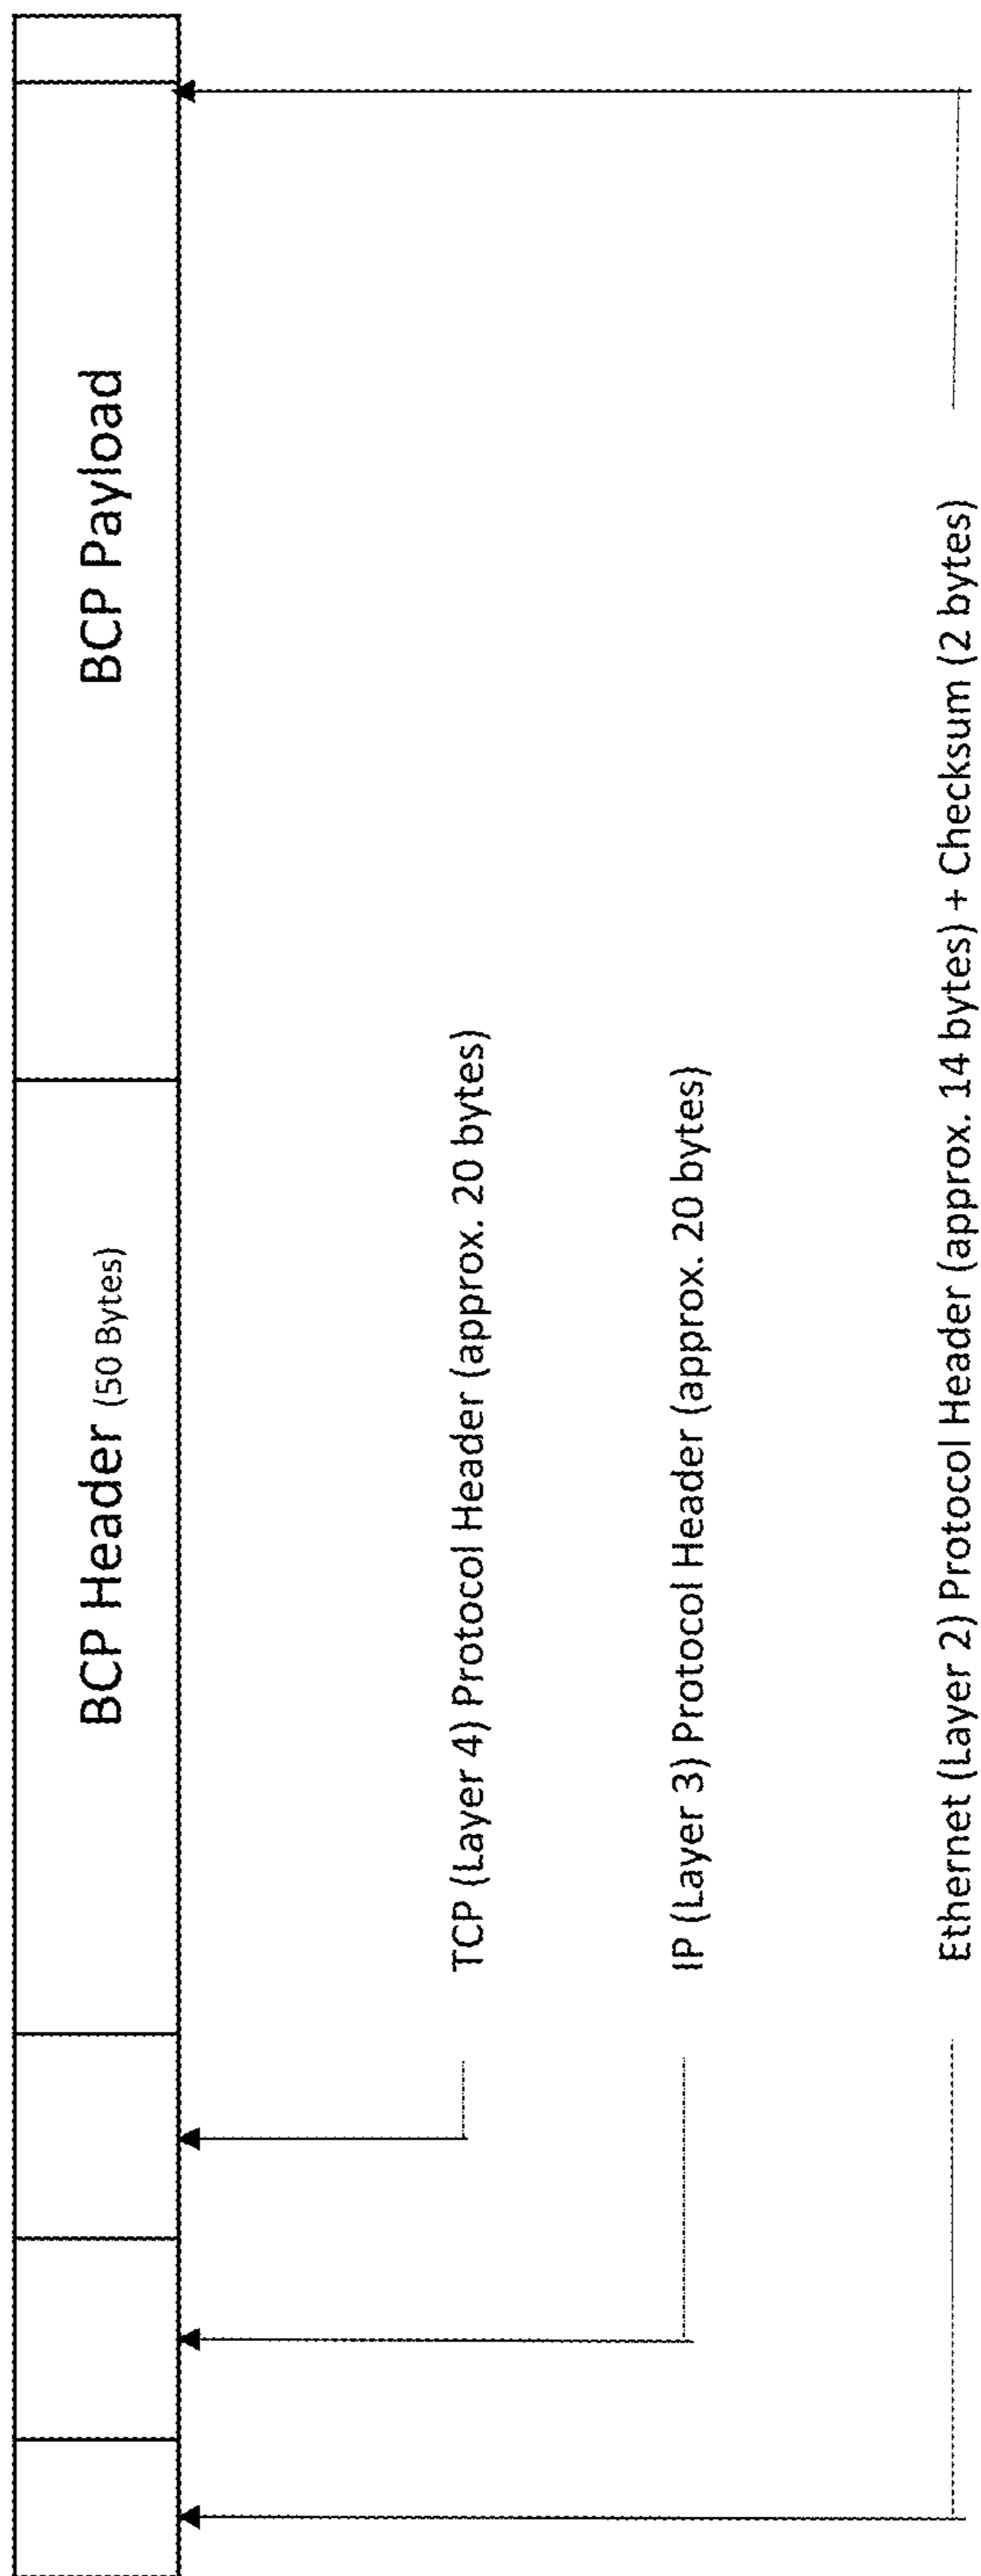 BCP Header (50 Bytes)
BCP Payload
TCP (Layer 4) Protocol Header (approx. 20 bytes)
IP (Layer 3) Protocol Header (approx. 20 bytes)
Ethernet (Layer 2) Protocol Header (approx. 14 bytes) + Checksum (2 bytes)